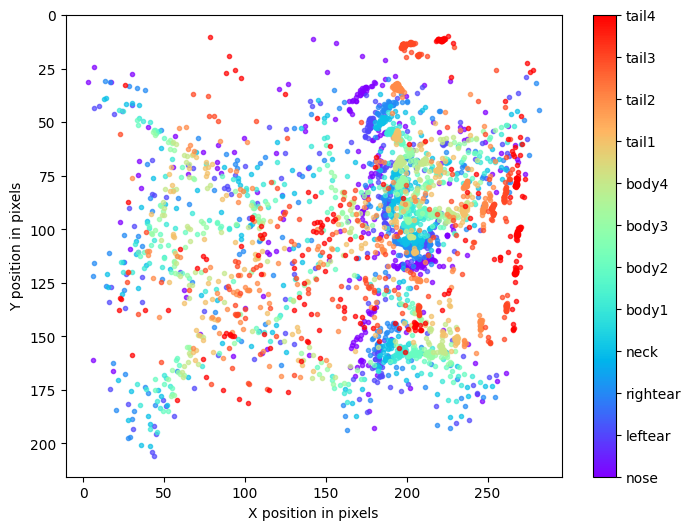 0
25
50
75
100
125
150
175
200
Y position in pixels
0
50
100
150
200
250
X position in pixels
tail4
tail3
tail2
tail1
body4
body3
body2
body1
neck
rightear
leftear
nose